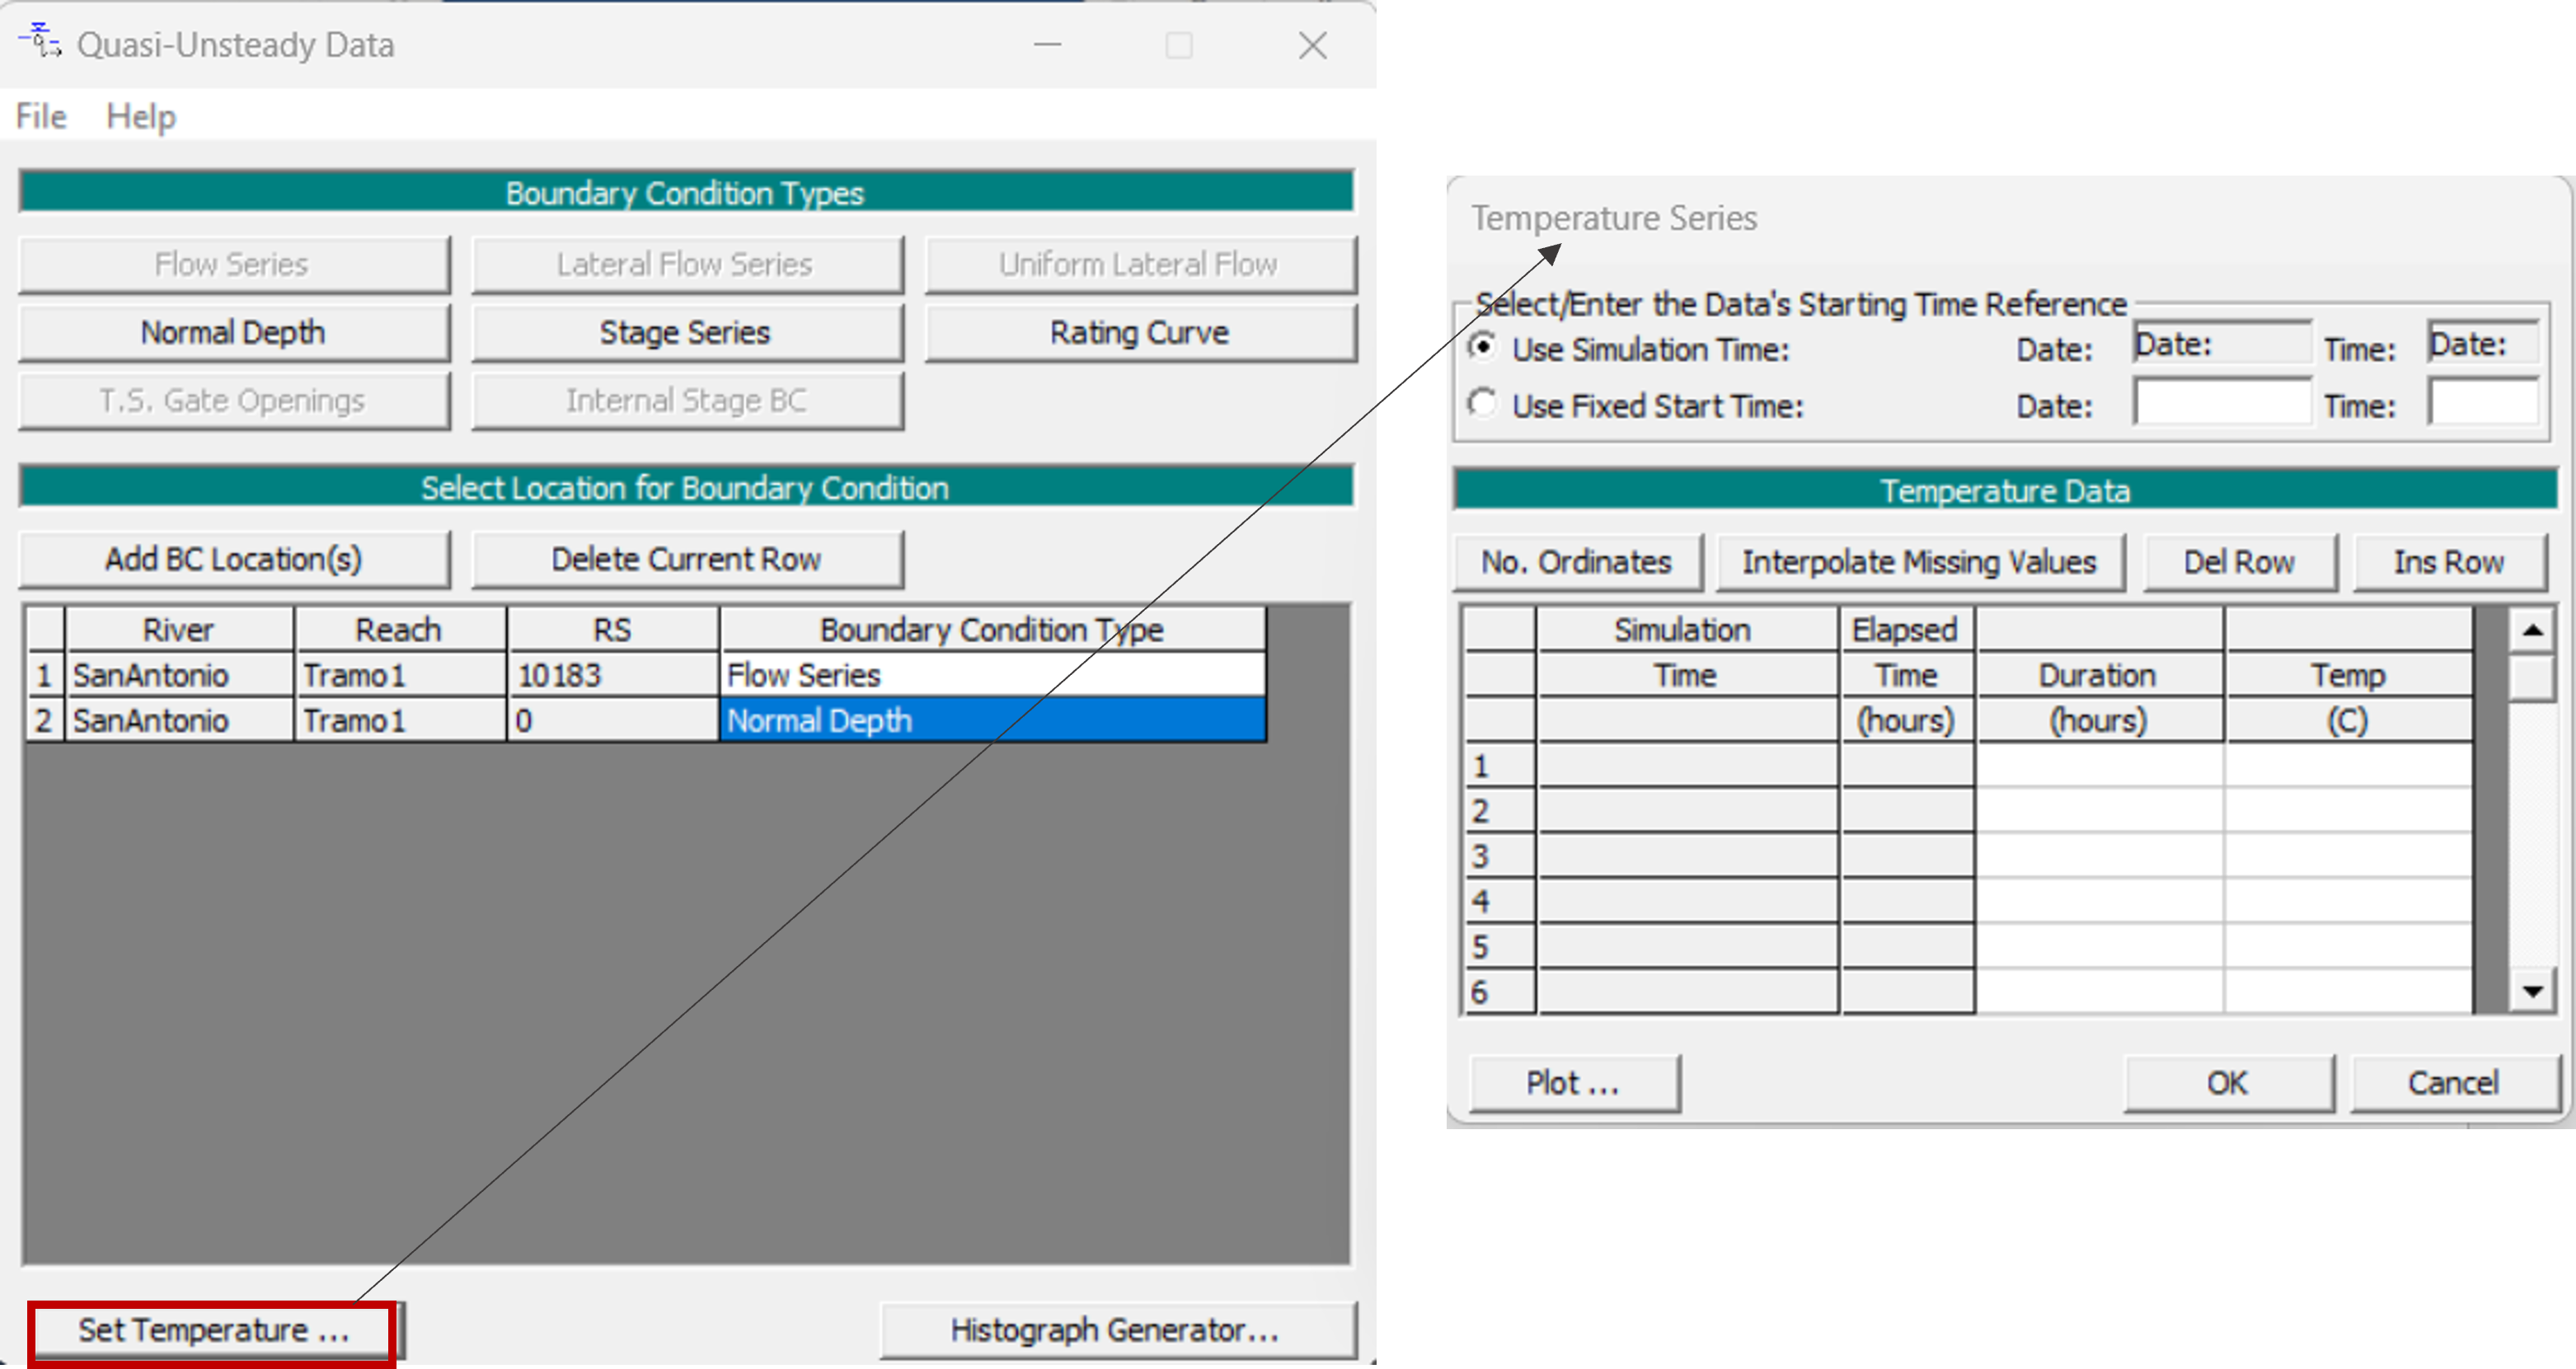 Quasi-Unsteady Data
File Help
Boundary Condition Types
Flow Series Lateral Flow Series Uniform Lateral Flow
Normal Depth Stage Series Rating Curve
T.S. Gate Openings Internal Stage BC
Select Location for Boundary Condition
Add BC Location(s) Delete Current Row
River Reach RS Boundary Condition Type
1 SanAntonio Tramo1 10183 Flow Series
2 SanAntonio Tramo1 0 Normal Depth
Set Temperature ... Histograph Generator...
Temperature Series
Select/Enter the Data's Starting Time Reference
Use Simulation Time: Date: Date: Time: Date:
Use Fixed Start Time: Date: Time:
Temperature Data
No. Ordinates Interpolate Missing Values Del Row Ins Row
Simulation Elapsed
Time Time Duration Temp
(hours) (hours) (C)
1
2
3
4
5
6
Plot ... OK Cancel